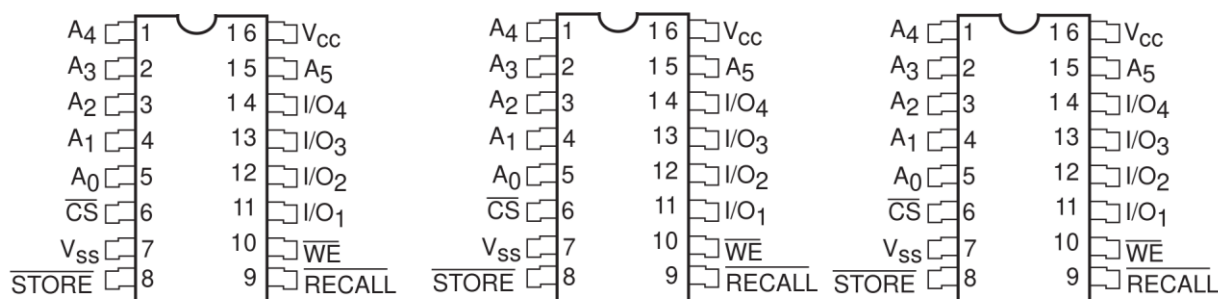 A4 1 16 Vcc A4 1 16 Vcc A4 1 16 Vcc
A3 2 15 A5 A3 2 15 A5 A3 2 15 A5
A2 3 14 I/O4 A2 3 14 I/O4 A2 3 14 I/O4
A1 4 13 I/O3 A1 4 13 I/O3 A1 4 13 I/O3
A0 5 12 I/O2 A0 5 12 I/O2 A0 5 12 I/O2
CS 6 11 I/O1 CS 6 11 I/O1 CS 6 11 I/O1
Vss 7 10 WE Vss 7 10 WE Vss 7 10 WE
STORE 8 9 RECALL STORE 8 9 RECALL STORE 8 9 RECALL